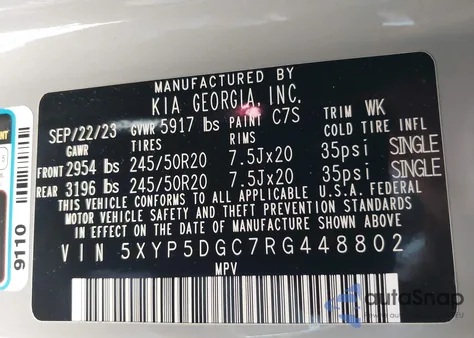 MANUFACTURED BY
KIA GEORGIA, INC.
SEP/22/23 GVWR 5917 lbs PAINT C7S TRIM WK
GAWR TIRES RIMS COLD TIRE INFL
FRONT 2954 lbs 245/50R20 7.5Jx20 35psi SINGLE
REAR 3196 lbs 245/50R20 7.5Jx20 35psi SINGLE
THIS VEHICLE CONFORMS TO ALL APPLICABLE U.S.A. FEDERAL
MOTOR VEHICLE SAFETY AND THEFT PREVENTION STANDARDS
IN EFFECT ON THE DATE OF MANUFACTURE SHOWN ABOVE
VIN 5XYP5DGC7RG448802
MPV
9110
autoSnap